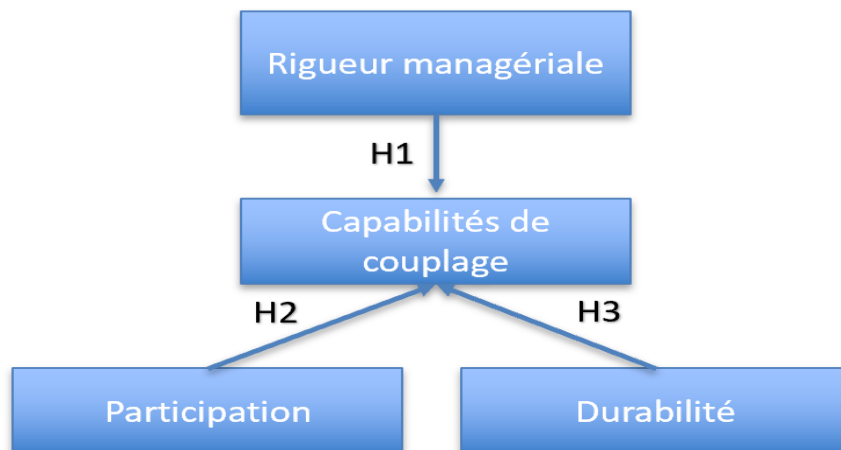 Rigueur managériale
H1
Capabilités de
couplage
H2
H3
Participation
Durabilité